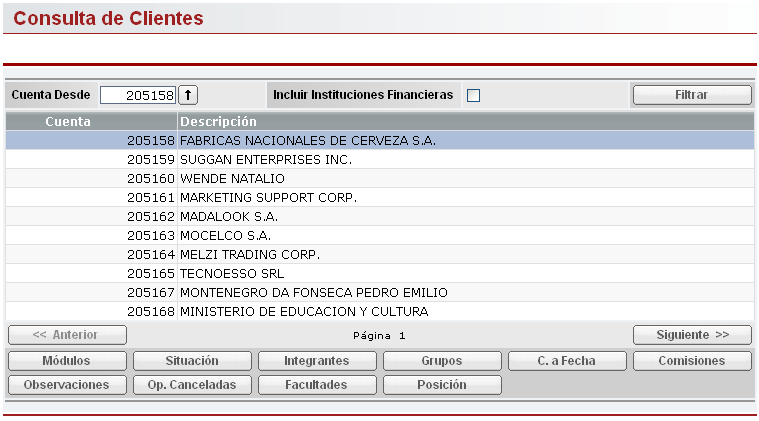 Consulta de Clientes
Cuenta Desde 205158 Incluir Instituciones Financieras Filtrar
Cuenta Descripción
205158 FABRICAS NACIONALES DE CERVEZA S.A.
205159 SUGGAN ENTERPRISES INC.
205160 WENDE NATALIO
205161 MARKETING SUPPORT CORP.
205162 MADALOOK S.A.
205163 MOCELCO S.A.
205164 MELZI TRADING CORP.
205165 TECNOESSO SRL
205167 MONTENEGRO DA FONSECA PEDRO EMILIO
205168 MINISTERIO DE EDUCACION Y CULTURA
<< Anterior Página 1 Siguiente >>
Módulos Situación Integrantes Grupos C. a Fecha Comisiones
Observaciones Op. Canceladas Facultades Posición